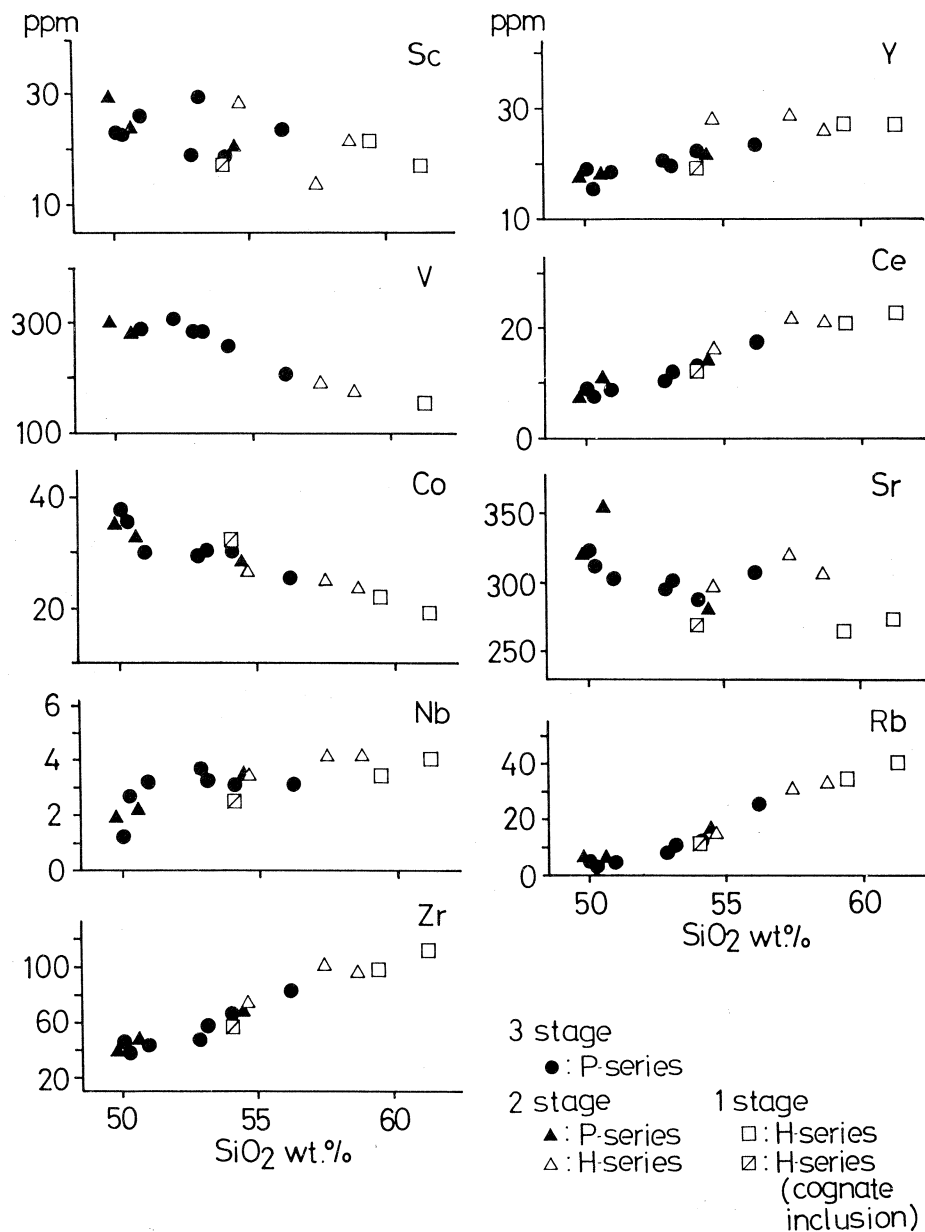 ppm
Sc
30
10
V
300
100
Co
40
20
Nb
6
4
2
0
Zr
100
60
20
50 55 60
SiO2 wt.%
ppm
Y
30
10
Ce
20
0
Sr
350
300
250
Rb
40
20
0
50 55 60
SiO2 wt.%
3 stage
● : P-series
2 stage
▲ : P-series
△ : H-series
1 stage
□ : H-series
⍁ : H-series
(cognate
inclusion)